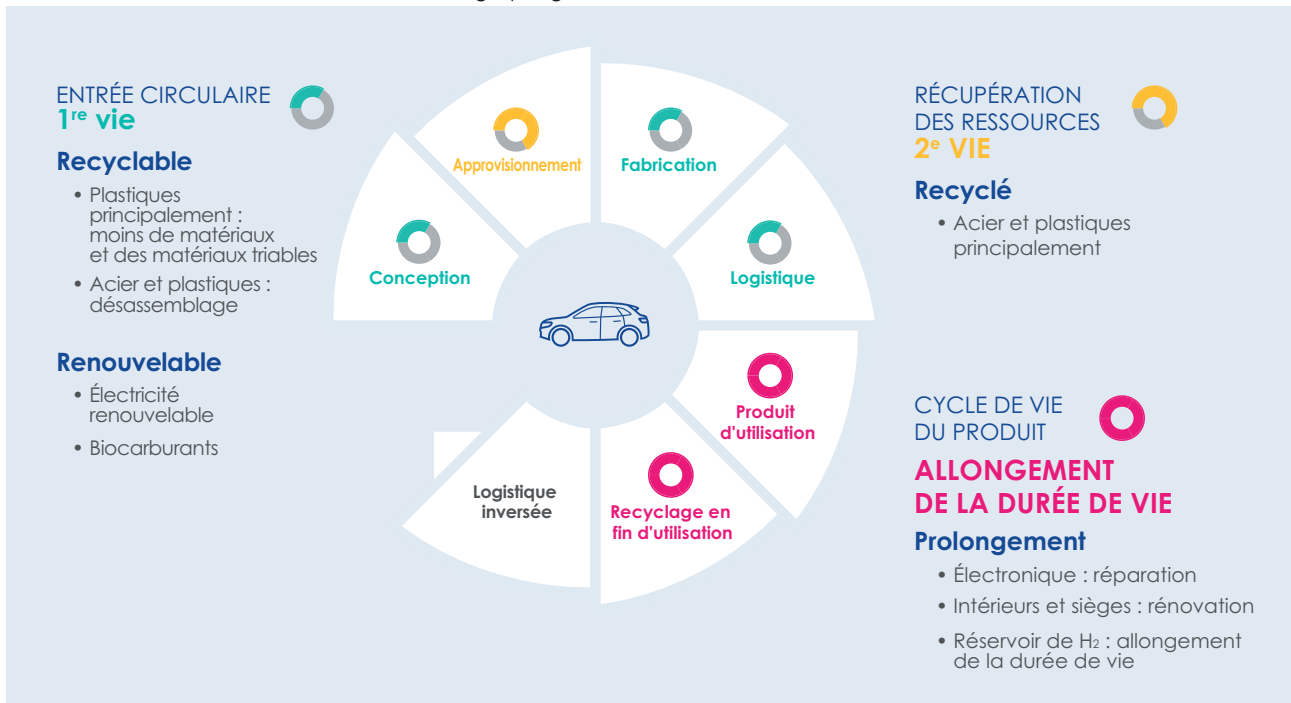 ENTRÉE CIRCULAIRE
1re vie
Recyclable
• Plastiques
principalement :
moins de matériaux
et des matériaux triables
• Acier et plastiques :
désassemblage
Renouvelable
• Électricité
renouvelable
• Biocarburants
Conception
Approvisionnement
Fabrication
Logistique
Produit
d'utilisation
Recyclage en
fin d'utilisation
Logistique
inversée
RÉCUPÉRATION
DES RESSOURCES
2e VIE
Recyclé
• Acier et plastiques
principalement
CYCLE DE VIE
DU PRODUIT
ALLONGEMENT
DE LA DURÉE DE VIE
Prolongement
• Électronique : réparation
• Intérieurs et sièges : rénovation
• Réservoir de H2 : allongement
de la durée de vie